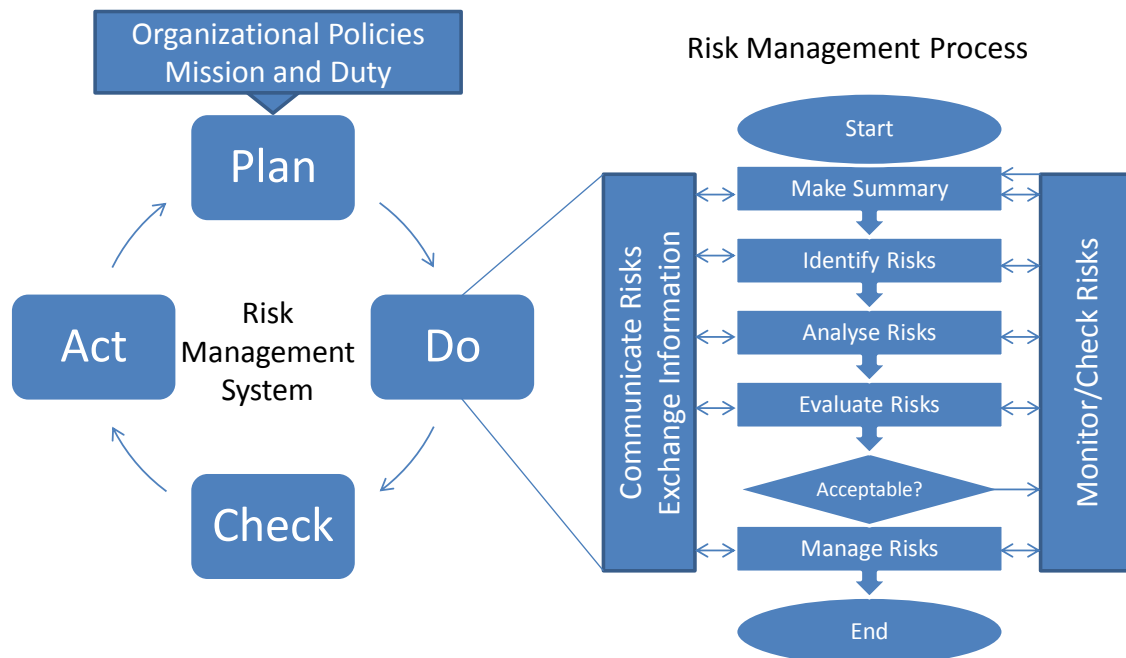 Organizational Policies
Mission and Duty
Plan
Act
Risk
Management
System
Do
Check
Risk Management Process
Start
Communicate Risks
Exchange Information
Make Summary
Identify Risks
Analyse Risks
Evaluate Risks
Acceptable?
Manage Risks
End
Monitor/Check Risks